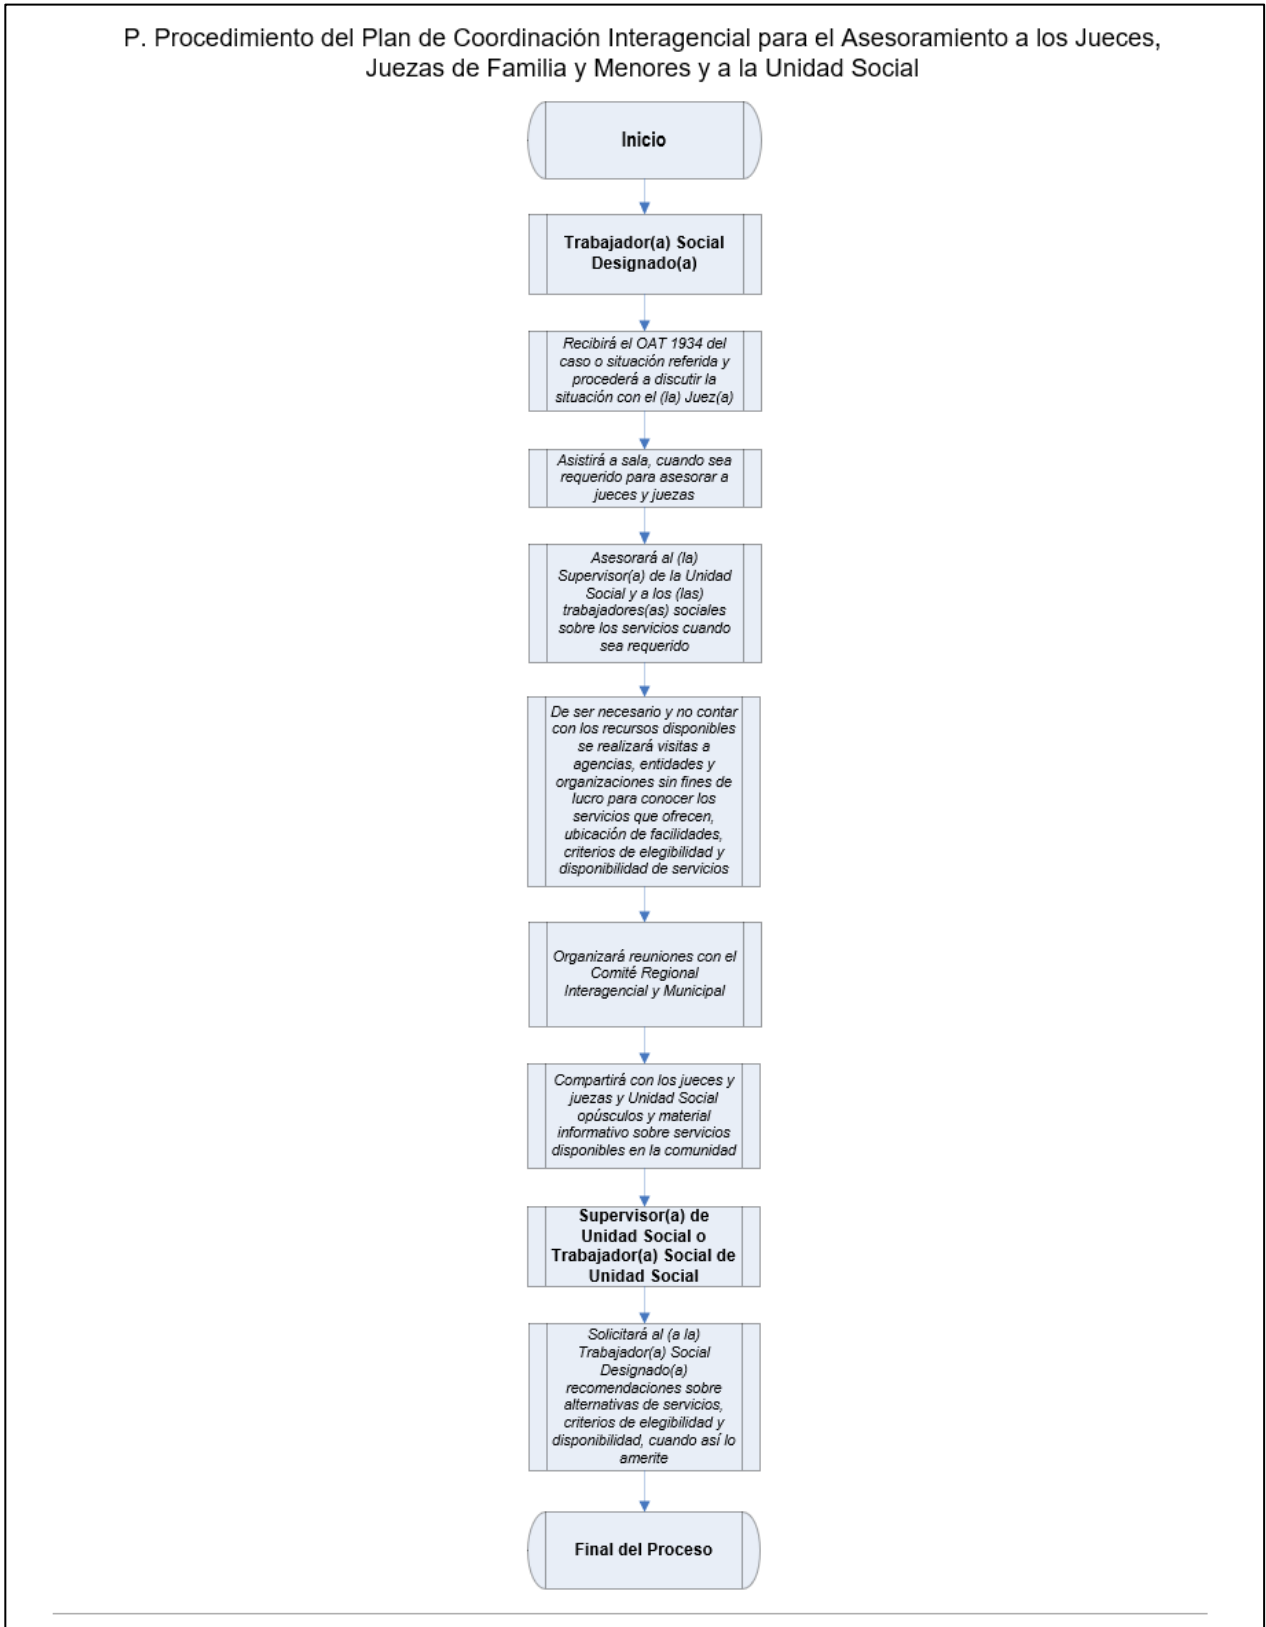 P. Procedimiento del Plan de Coordinación Interagencial para el Asesoramiento a los Jueces,
Juezas de Familia y Menores y a la Unidad Social
Inicio
Trabajador(a) Social
Designado(a)
Recibirá el OAT 1934 del
caso o situación referida y
procederá a discutir la
situación con el (la) Juez(a)
Asistirá a sala, cuando sea
requerido para asesorar a
jueces y juezas
Asesorará al (la)
Supervisor(a) de la Unidad
Social y a los (las)
trabajadores(as) sociales
sobre los servicios cuando
sea requerido
De ser necesario y no contar
con los recursos disponibles
se realizará visitas a
agencias, entidades y
organizaciones sin fines de
lucro para conocer los
servicios que ofrecen,
ubicación de facilidades,
criterios de elegibilidad y
disponibilidad de servicios
Organizará reuniones con el
Comité Regional
Interagencial y Municipal
Compartirá con los jueces y
juezas y Unidad Social
opúsculos y material
informativo sobre servicios
disponibles en la comunidad
Supervisor(a) de
Unidad Social o
Trabajador(a) Social de
Unidad Social
Solicitará al (a la)
Trabajador(a) Social
Designado(a)
recomendaciones sobre
alternativas de servicios,
criterios de elegibilidad y
disponibilidad, cuando así lo
amerite
Final del Proceso